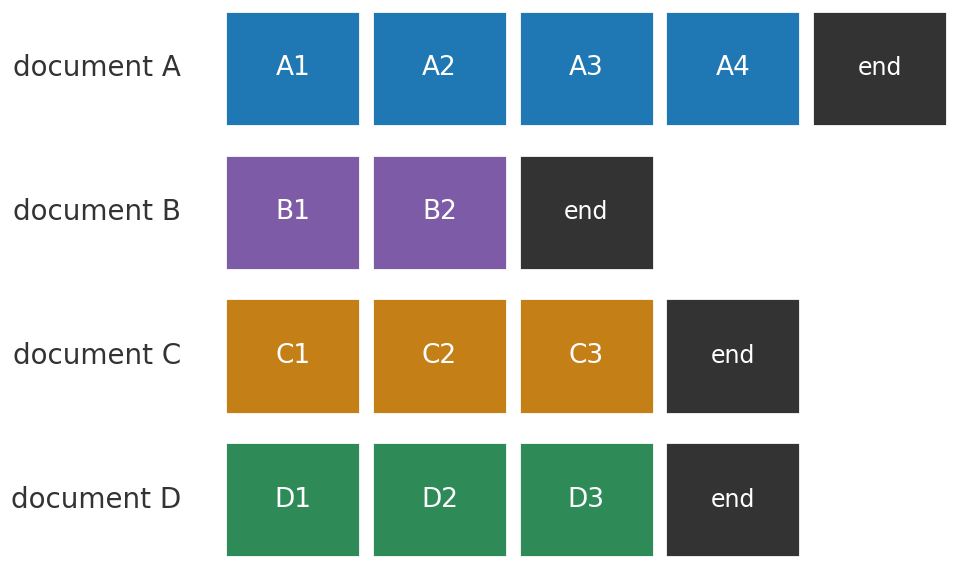 document A A1 A2 A3 A4 end
document B B1 B2 end
document C C1 C2 C3 end
document D D1 D2 D3 end